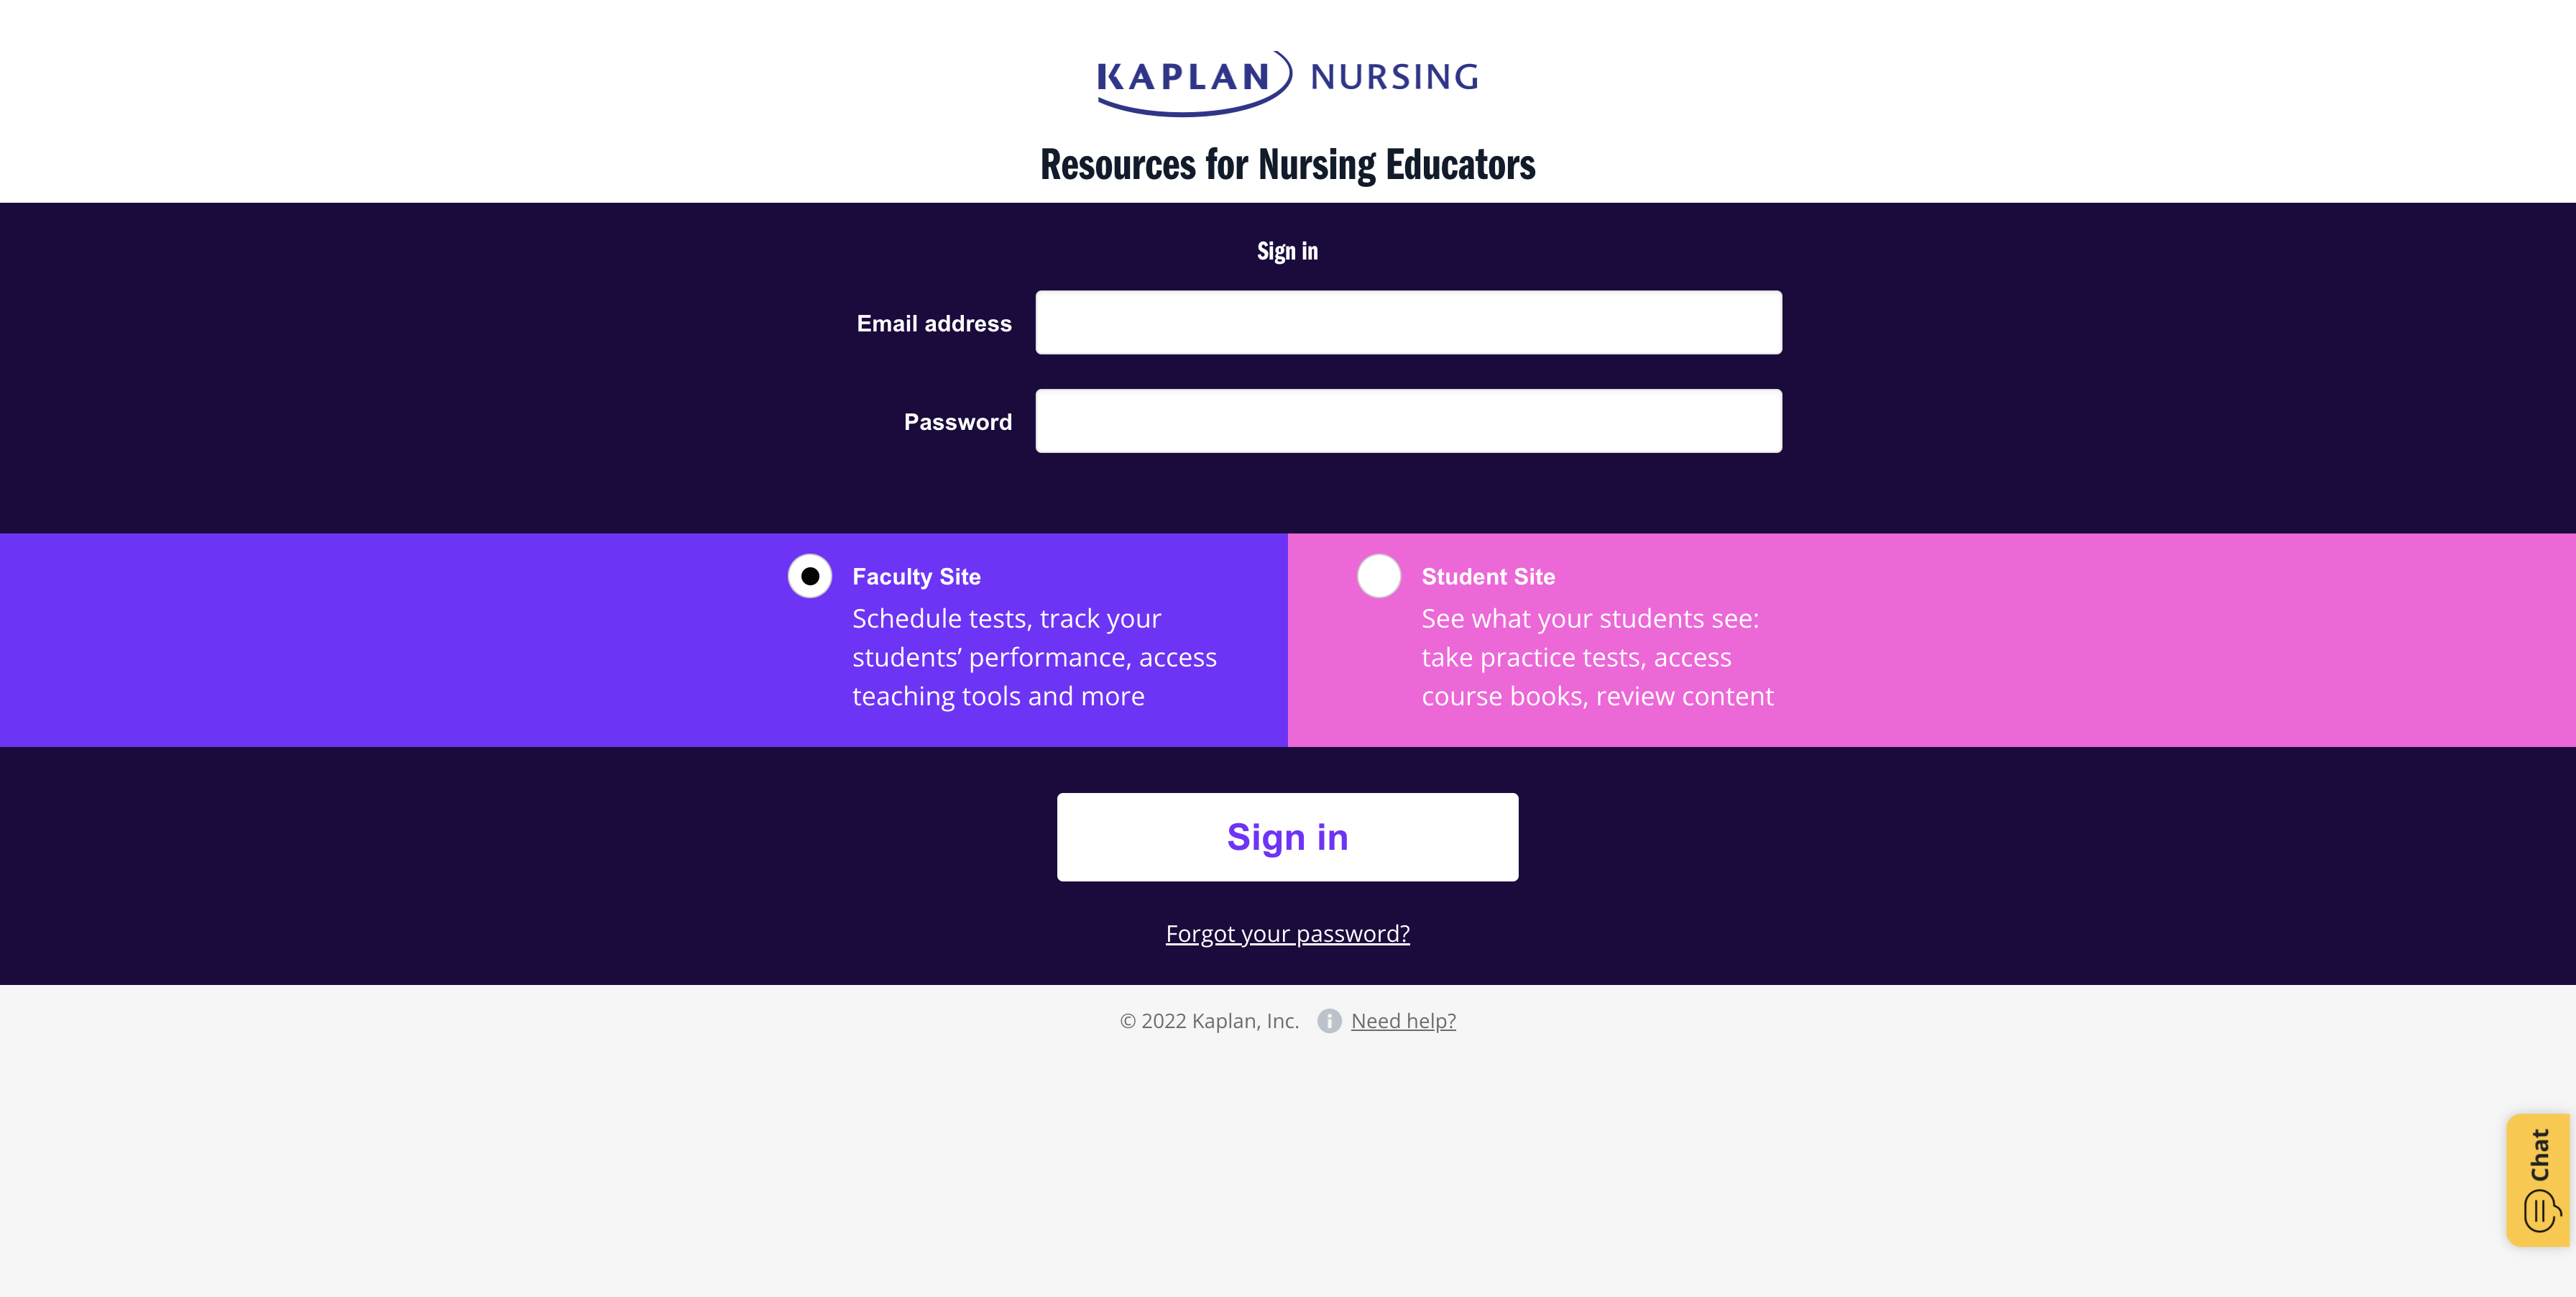 KAPLAN NURSING
Resources for Nursing Educators
Sign in
Email address
Password
Faculty Site
Schedule tests, track your
students’ performance, access
teaching tools and more
Student Site
See what your students see:
take practice tests, access
course books, review content
Sign in
Forgot your password?
© 2022 Kaplan, Inc. Need help?
Chat